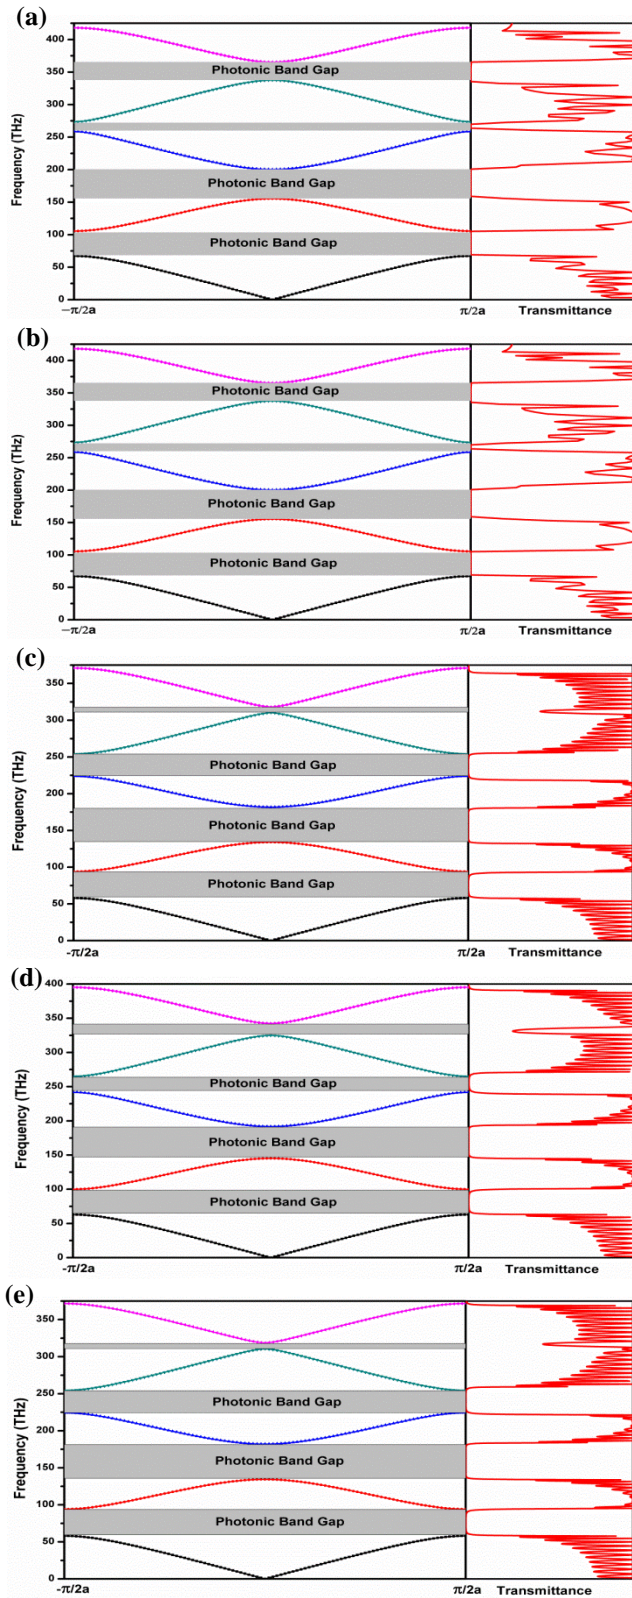 (a)
400
350
300
250
200
150
100
50
0
Frequency (THz)
Photonic Band Gap
Photonic Band Gap
Photonic Band Gap
−π/2a
π/2a
Transmittance
(b)
400
350
300
250
200
150
100
50
0
Frequency (THz)
Photonic Band Gap
Photonic Band Gap
Photonic Band Gap
−π/2a
π/2a
Transmittance
(c)
350
300
250
200
150
100
50
0
Frequency (THz)
Photonic Band Gap
Photonic Band Gap
Photonic Band Gap
-π/2a
π/2a
Transmittance
(d)
400
350
300
250
200
150
100
50
0
Frequency (THz)
Photonic Band Gap
Photonic Band Gap
Photonic Band Gap
-π/2a
π/2a
Transmittance
(e)
350
300
250
200
150
100
50
0
Frequency (THz)
Photonic Band Gap
Photonic Band Gap
Photonic Band Gap
-π/2a
π/2a
Transmittance